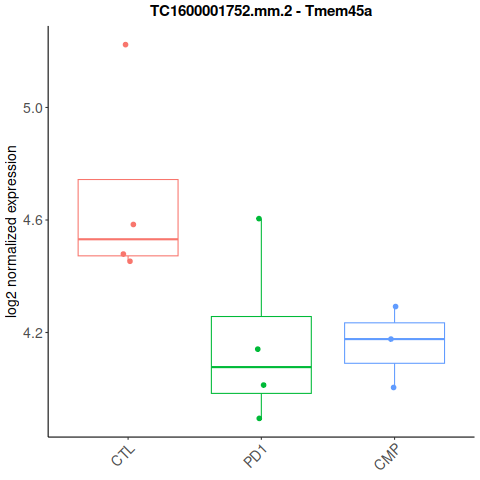 TC1600001752.mm.2 - Tmem45a
log2 normalized expression
5.0
4.6
4.2
CTL
PD1
CMP